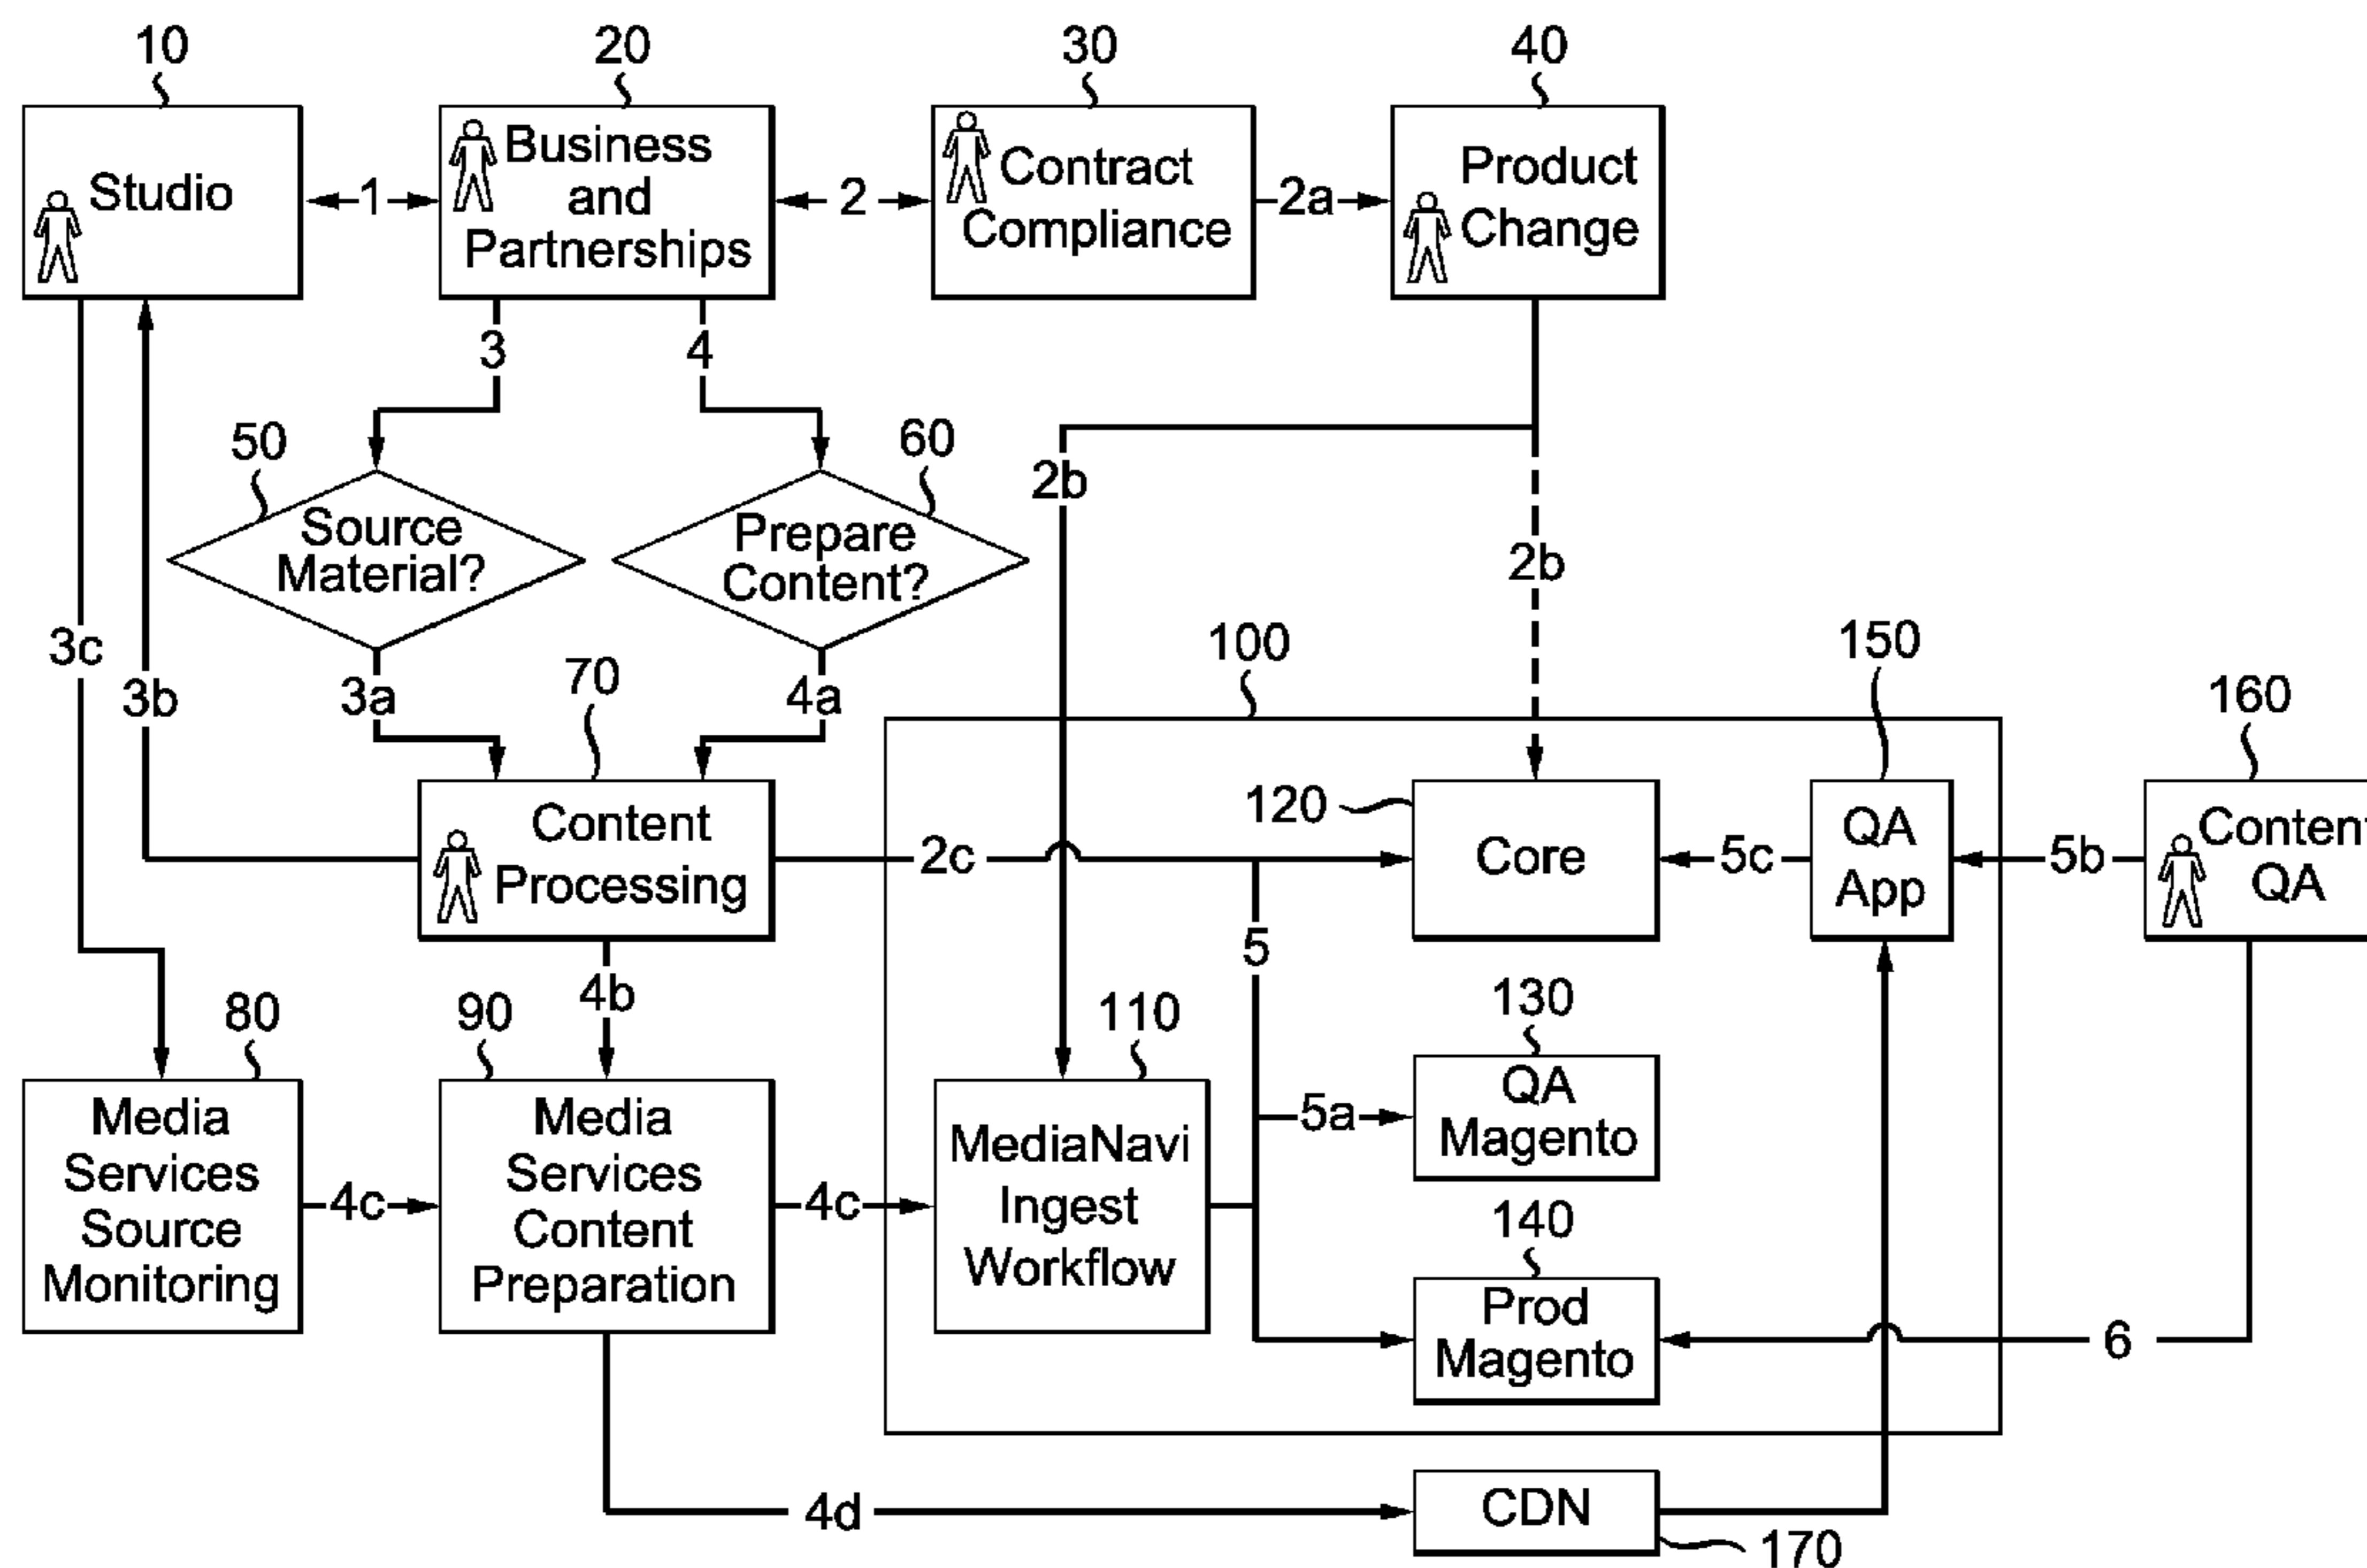 10
20
30
40
Studio
1
Business
and
Partnerships
2
Contract
Compliance
2a
Product
Change
3
4
50
60
2b
Source
Material?
Prepare
Content?
2b
3c
3b
3a
70
4a
100
150
160
120
Content
Processing
2c
Core
5c
QA
App
5b
Content
QA
5
4b
80
90
110
130
Media
Services
Source
Monitoring
4c
Media
Services
Content
Preparation
4c
MediaNavi
Ingest
Workflow
5a
QA
Magento
140
Prod
Magento
6
4d
CDN
170